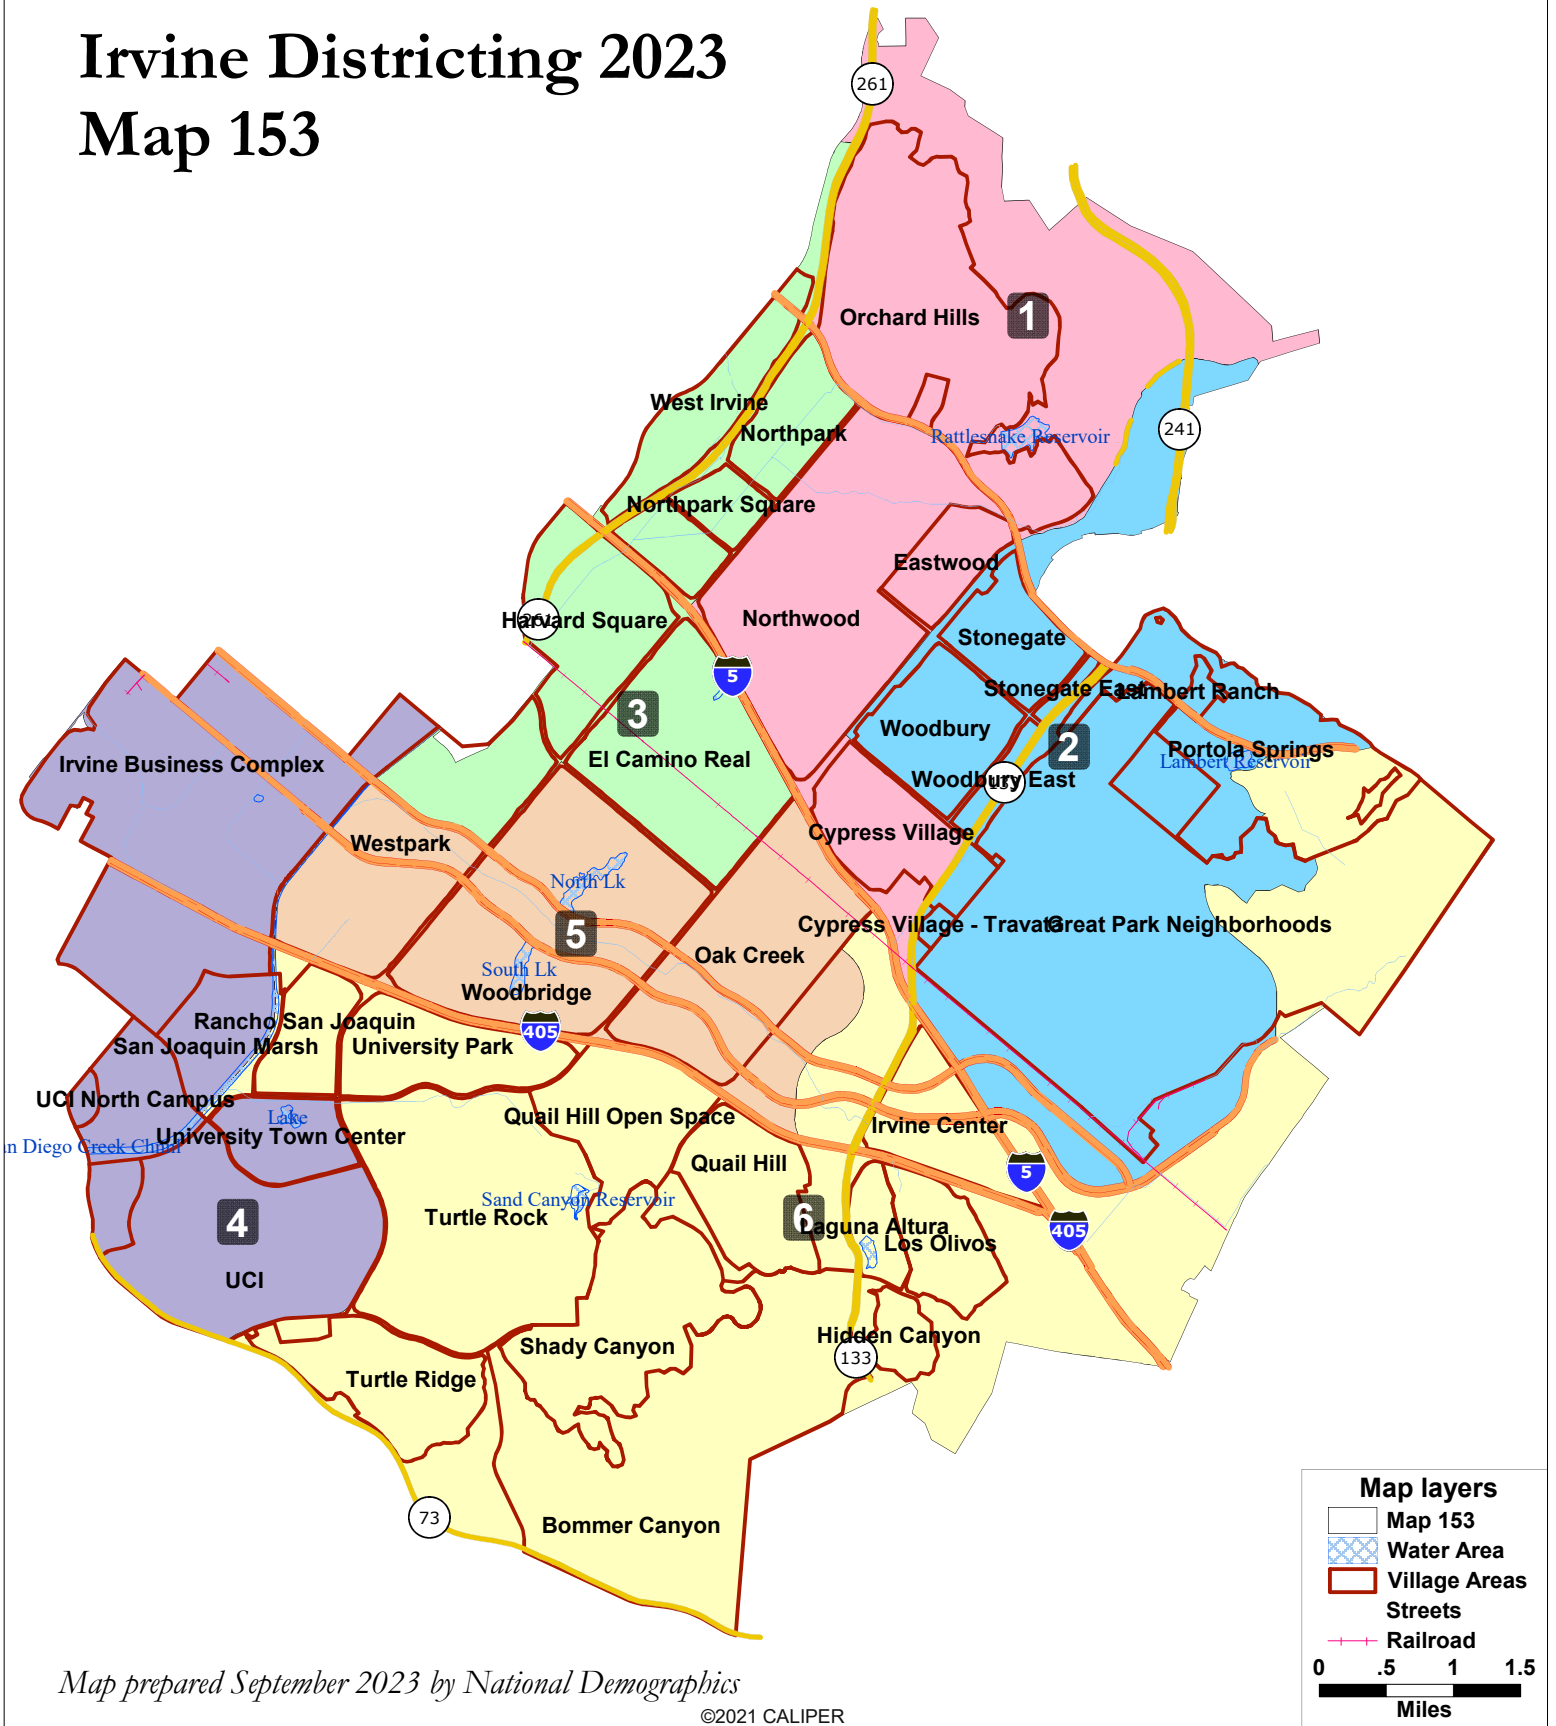 Irvine Districting 2023
Map 153
261
Orchard Hills
1
West Irvine
Northpark
Rattlesnake Reservoir
241
Northpark Square
Eastwood
Harvard Square
261
Northwood
Stonegate
5
Stonegate East
Lambert Ranch
3
Woodbury
2
Portola Springs
Lambert Reservoir
El Camino Real
Irvine Business Complex
Woodbury East
133
Cypress Village
Westpark
North Lk
Cypress Village - Travata
Great Park Neighborhoods
5
Oak Creek
South Lk
Woodbridge
Rancho San Joaquin
405
San Joaquin Marsh
University Park
UCI North Campus
Lake
Quail Hill Open Space
Irvine Center
University Town Center
an Diego Creek Chnnl
Quail Hill
5
Sand Canyon Reservoir
4
Turtle Rock
6
Laguna Altura
405
Los Olivos
UCI
Hidden Canyon
Shady Canyon
133
Turtle Ridge
73
Bommer Canyon
Map layers
Map 153
Water Area
Village Areas
Streets
Railroad
0 .5 1 1.5
Miles
Map prepared September 2023 by National Demographics
©2021 CALIPER